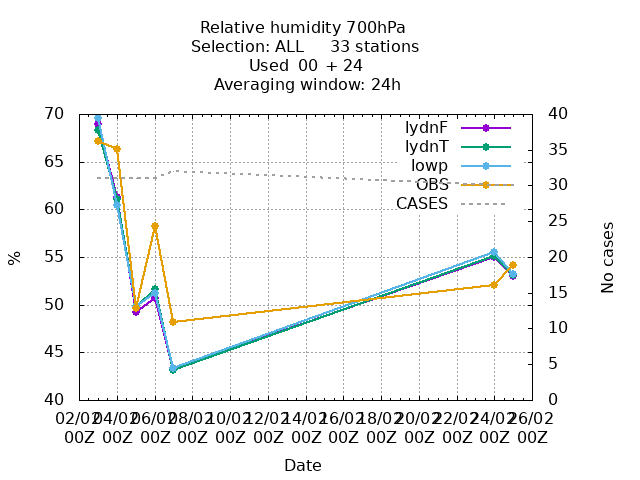 Relative humidity 700hPa
Selection: ALL 33 stations
Used 00 + 24
Averaging window: 24h
70 65 60 55 50 45 40
%
lydnF
lydnT
lowp
OBS
CASES
40 35 30 25 20 15 10 5 0
No cases
02/02 04/02 06/02 08/02 10/02 12/02 14/02 16/02 18/02 20/02 22/02 24/02 26/02
00Z 00Z 00Z 00Z 00Z 00Z 00Z 00Z 00Z 00Z 00Z 00Z 00Z
Date